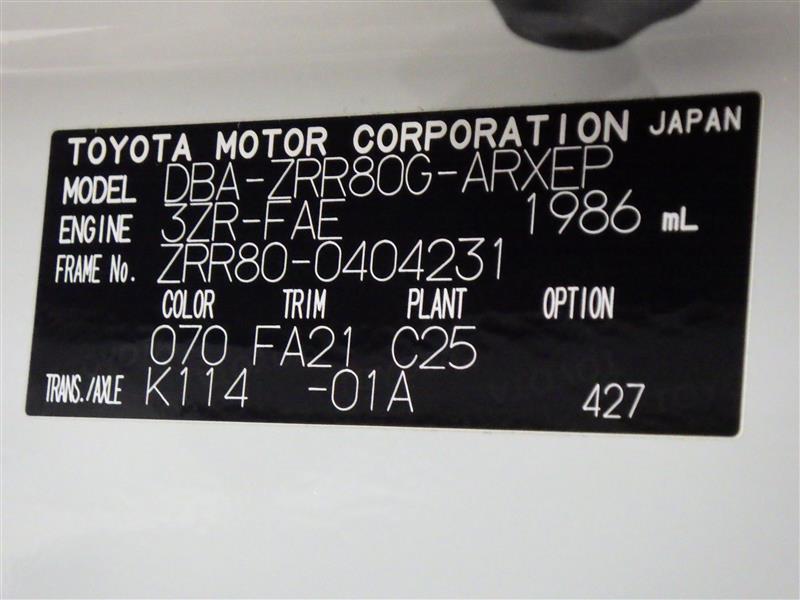 TOYOTA MOTOR CORPORATION JAPAN
MODEL DBA-ZRR80G-ARXEP
ENGINE 3ZR-FAE 1986 mL
FRAME No. ZRR80-0404231
COLOR TRIM PLANT OPTION
070 FA21 C25
TRANS./AXLE K114 -01A 427